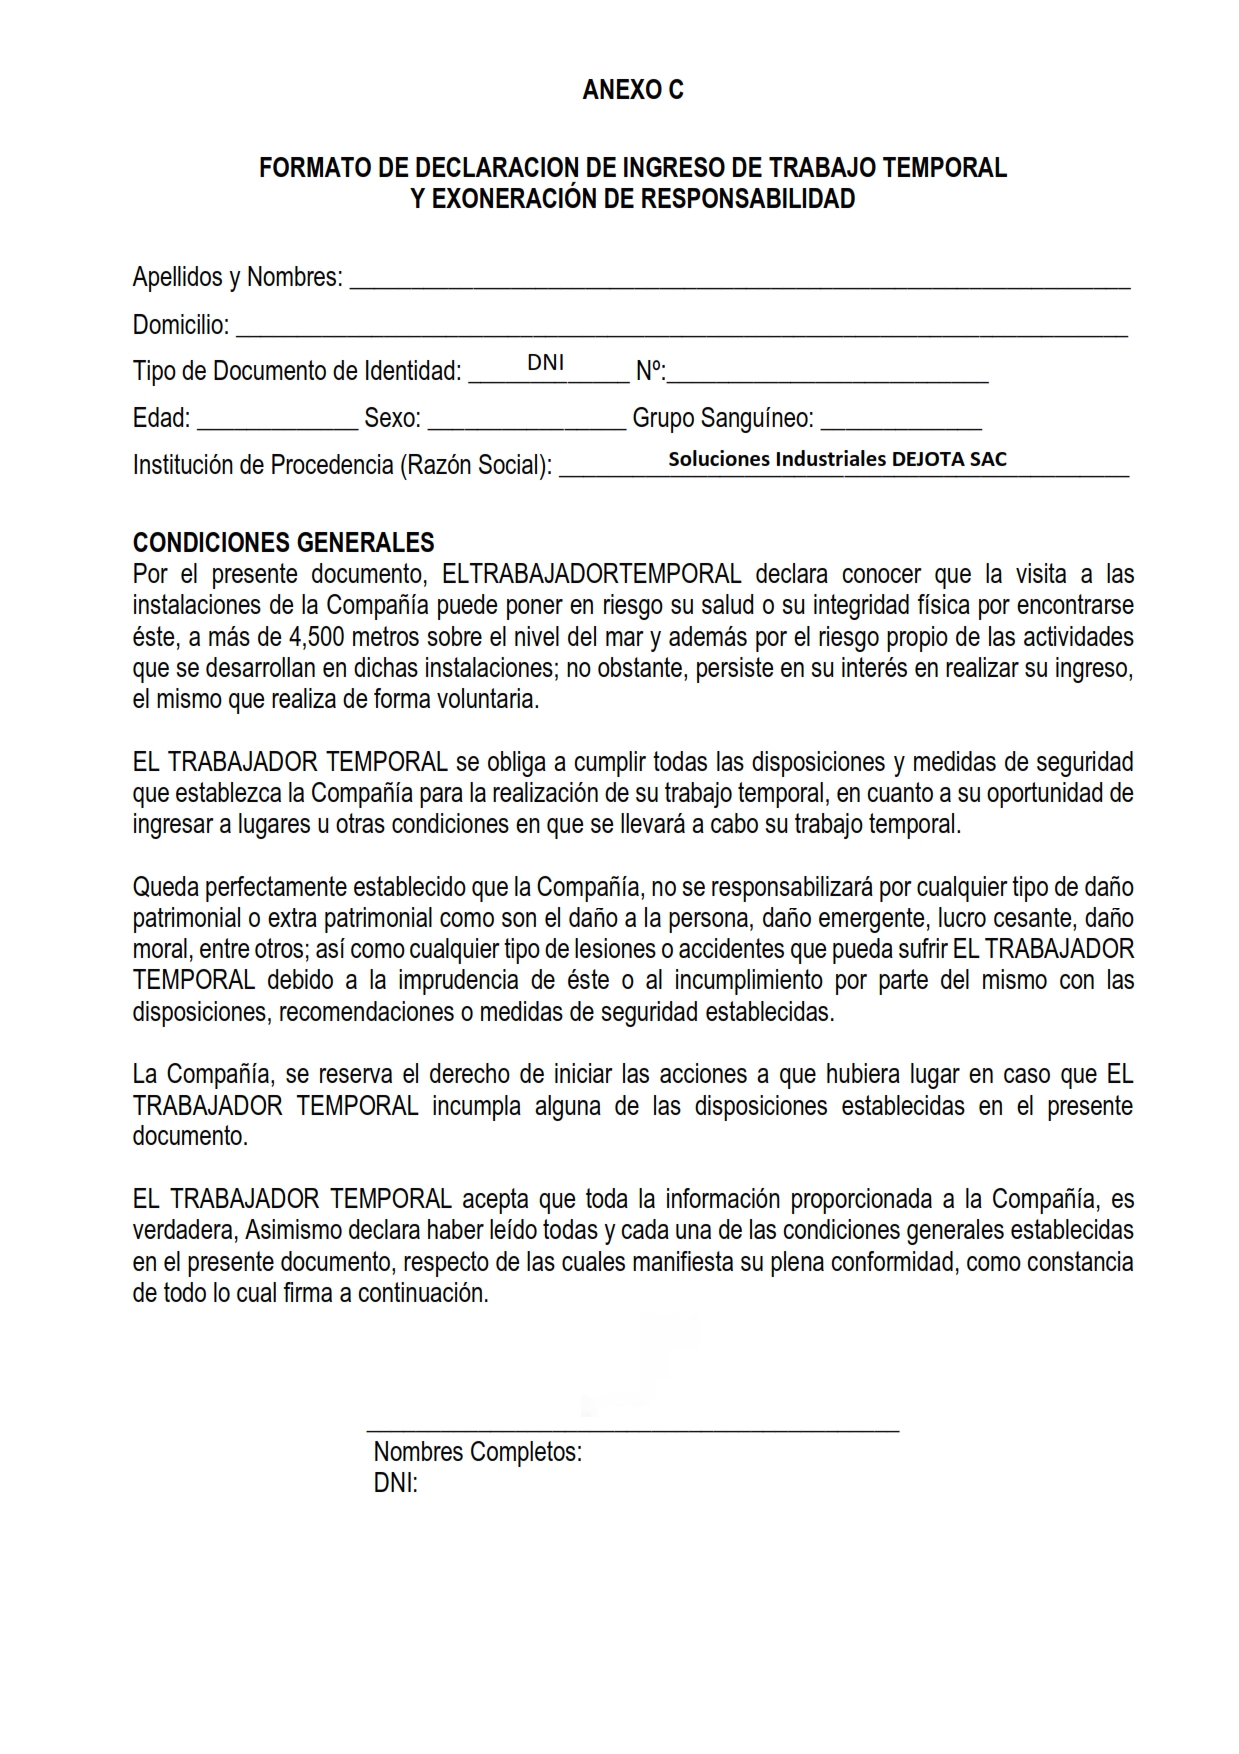 ANEXO C
FORMATO DE DECLARACION DE INGRESO DE TRABAJO TEMPORAL
Y EXONERACIÓN DE RESPONSABILIDAD
Apellidos y Nombres: _______________________________________________________________
Domicilio: ________________________________________________________________________
Tipo de Documento de Identidad: _____DNI_____ Nº:__________________________
Edad: _____________ Sexo: ________________ Grupo Sanguíneo: _____________
Institución de Procedencia (Razón Social): Soluciones Industriales DEJOTA SAC
CONDICIONES GENERALES
Por el presente documento, ELTRABAJADORTEMPORAL declara conocer que la visita a las
instalaciones de la Compañía puede poner en riesgo su salud o su integridad física por encontrarse
éste, a más de 4,500 metros sobre el nivel del mar y además por el riesgo propio de las actividades
que se desarrollan en dichas instalaciones; no obstante, persiste en su interés en realizar su ingreso,
el mismo que realiza de forma voluntaria.
EL TRABAJADOR TEMPORAL se obliga a cumplir todas las disposiciones y medidas de seguridad
que establezca la Compañía para la realización de su trabajo temporal, en cuanto a su oportunidad de
ingresar a lugares u otras condiciones en que se llevará a cabo su trabajo temporal.
Queda perfectamente establecido que la Compañía, no se responsabilizará por cualquier tipo de daño
patrimonial o extra patrimonial como son el daño a la persona, daño emergente, lucro cesante, daño
moral, entre otros; así como cualquier tipo de lesiones o accidentes que pueda sufrir EL TRABAJADOR
TEMPORAL debido a la imprudencia de éste o al incumplimiento por parte del mismo con las
disposiciones, recomendaciones o medidas de seguridad establecidas.
La Compañía, se reserva el derecho de iniciar las acciones a que hubiera lugar en caso que EL
TRABAJADOR TEMPORAL incumpla alguna de las disposiciones establecidas en el presente
documento.
EL TRABAJADOR TEMPORAL acepta que toda la información proporcionada a la Compañía, es
verdadera, Asimismo declara haber leído todas y cada una de las condiciones generales establecidas
en el presente documento, respecto de las cuales manifiesta su plena conformidad, como constancia
de todo lo cual firma a continuación.
___________________________________________
Nombres Completos:
DNI: